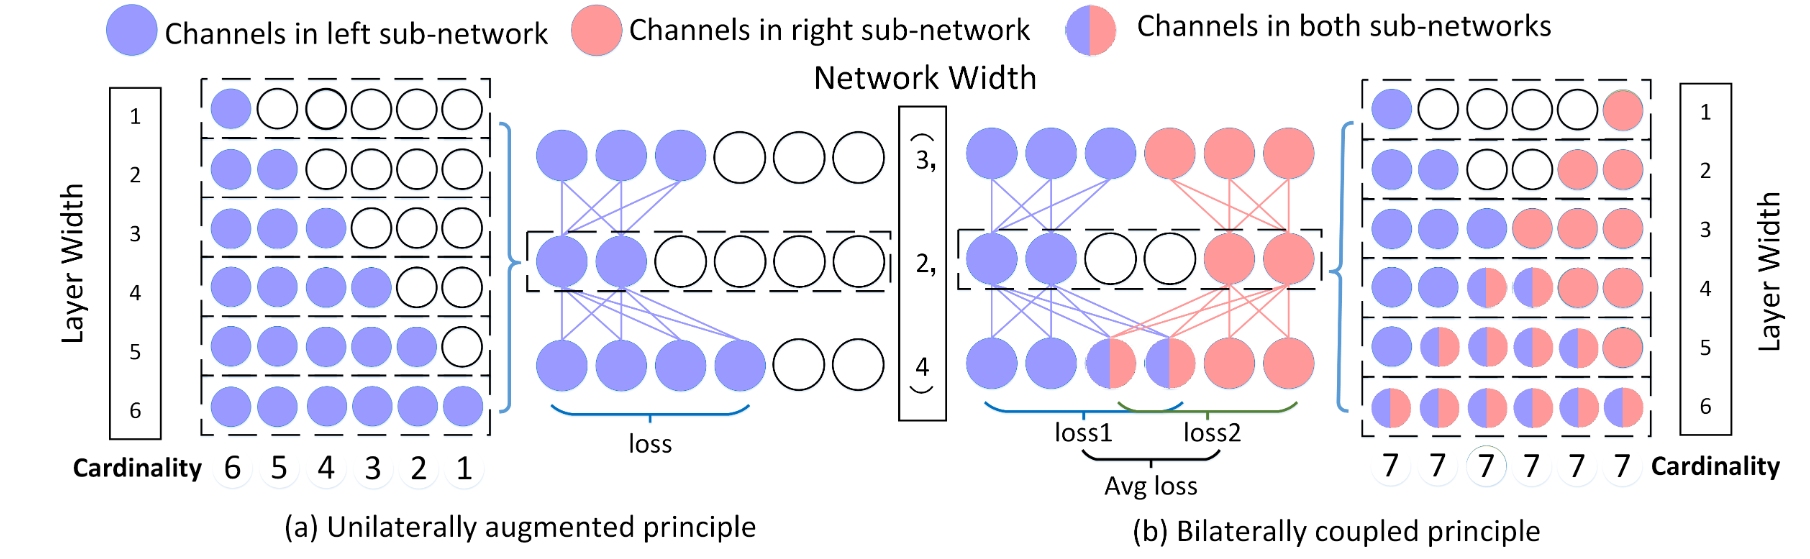 Channels in left sub-network
Channels in right sub-network
Channels in both sub-networks
Network Width
Layer Width
1
2
3
4
5
6
Cardinality 6 5 4 3 2 1
loss
(3,
2,
4)
loss1 loss2
Avg loss
1
2
3
4
5
6
Layer Width
7 7 7 7 7 7 Cardinality
(a) Unilaterally augmented principle
(b) Bilaterally coupled principle